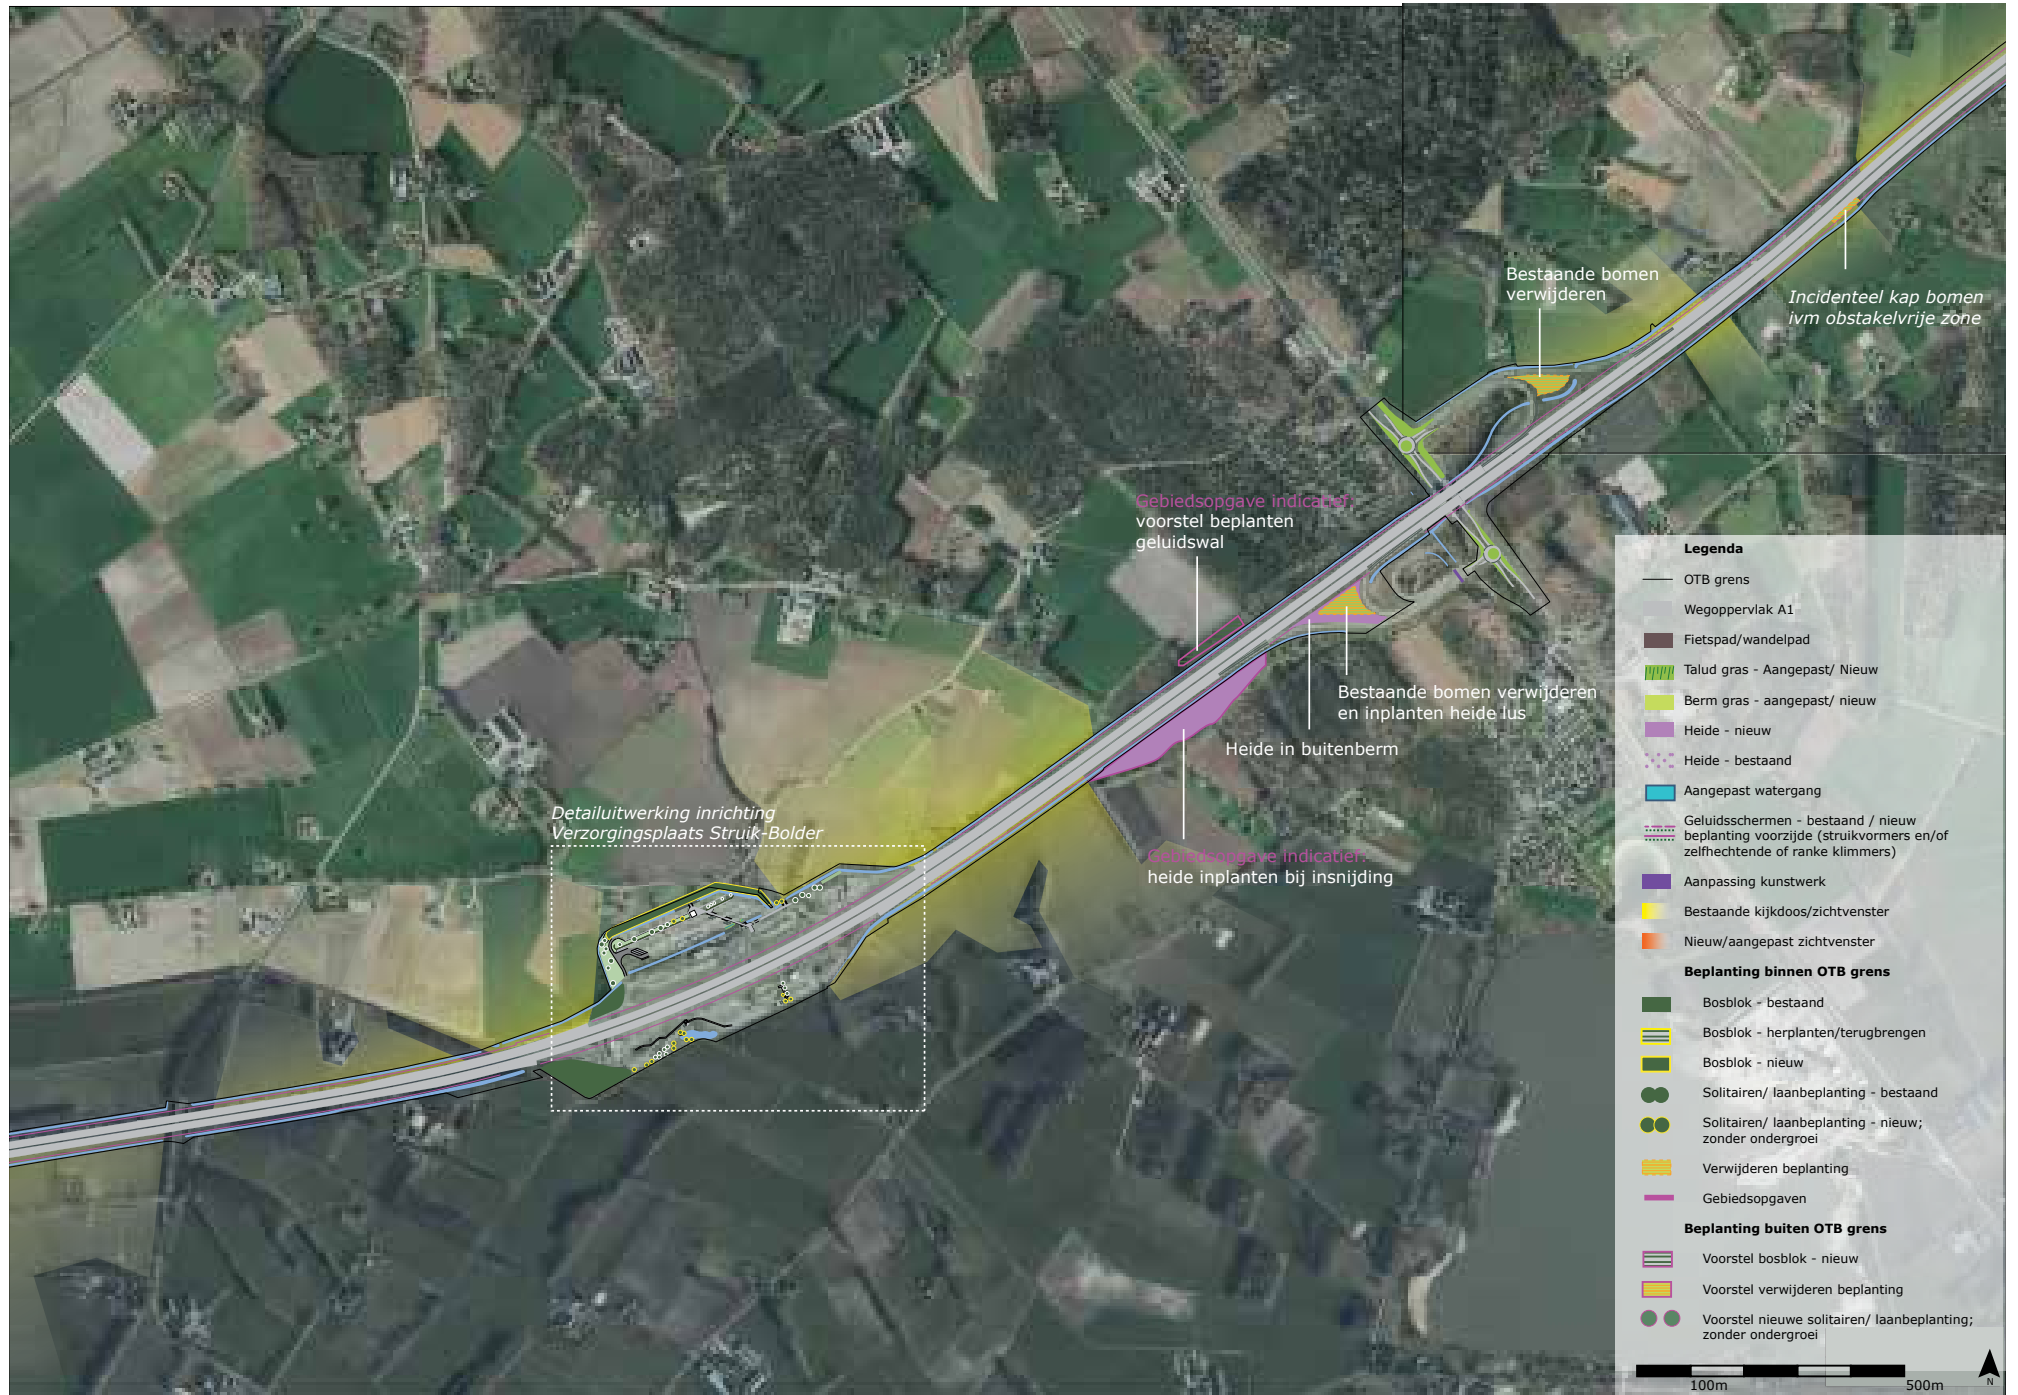 Bestaande bomen
verwijderen
Incidenteel kap bomen
ivm obstakelvrije zone
Gebiedsopgave indicatief:
voorstel beplanten
geluidswal
Bestaande bomen verwijderen
en inplanten heide lus
Heide in buitenberm
Gebiedsopgave indicatief:
heide inplanten bij insnijding
Detailuitwerking inrichting
Verzorgingsplaats Struik-Bolder
Legenda
OTB grens
Wegoppervlak A1
Fietspad/wandelpad
Talud gras - Aangepast/ Nieuw
Berm gras - aangepast/ nieuw
Heide - nieuw
Heide - bestaand
Aangepast watergang
Geluidsschermen - bestaand / nieuw
beplanting voorzijde (struikvormers en/of
zelfhechtende of ranke klimmers)
Aanpassing kunstwerk
Bestaande kijkdoos/zichtvenster
Nieuw/aangepast zichtvenster
Beplanting binnen OTB grens
Bosblok - bestaand
Bosblok - herplanten/terugbrengen
Bosblok - nieuw
Solitairen/ laanbeplanting - bestaand
Solitairen/ laanbeplanting - nieuw;
zonder ondergroei
Verwijderen beplanting
Gebiedsopgaven
Beplanting buiten OTB grens
Voorstel bosblok - nieuw
Voorstel verwijderen beplanting
Voorstel nieuwe solitairen/ laanbeplanting;
zonder ondergroei
100m 500m
N